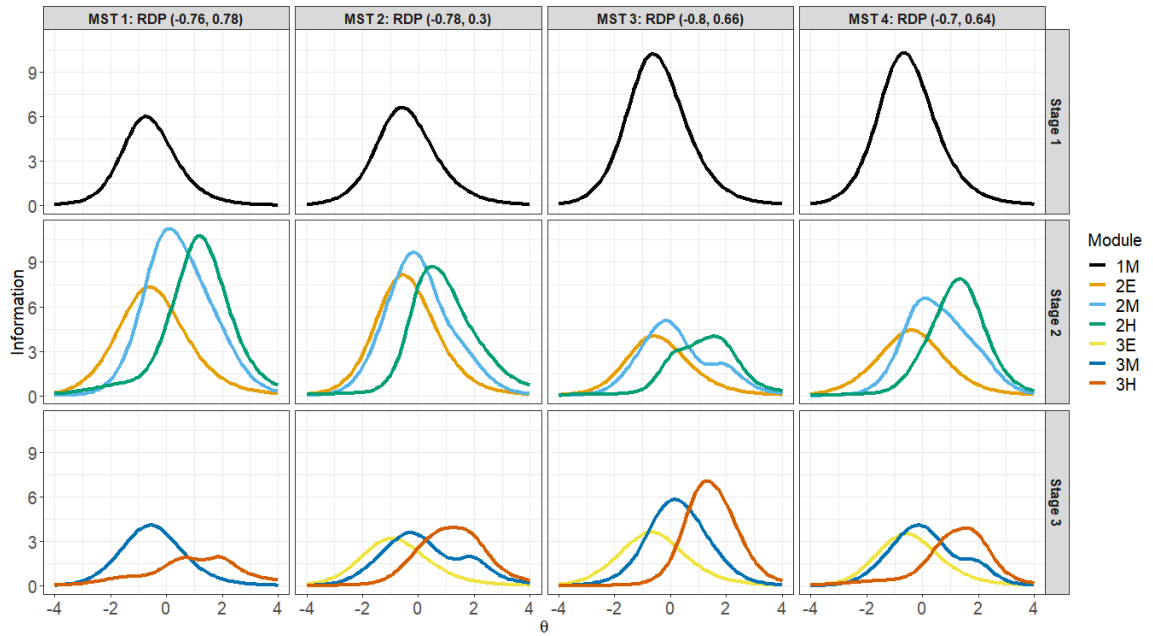 MST 1: RDP (-0.76, 0.78)
MST 2: RDP (-0.78, 0.3)
MST 3: RDP (-0.8, 0.66)
MST 4: RDP (-0.7, 0.64)
9
6
3
0
Stage 1
9
6
3
0
Stage 2
9
6
3
0
Stage 3
Information
-4 -2 0 2 4
-4 -2 0 2 4
-4 -2 0 2 4
-4 -2 0 2 4
θ
Module
1M
2E
2M
2H
3E
3M
3H